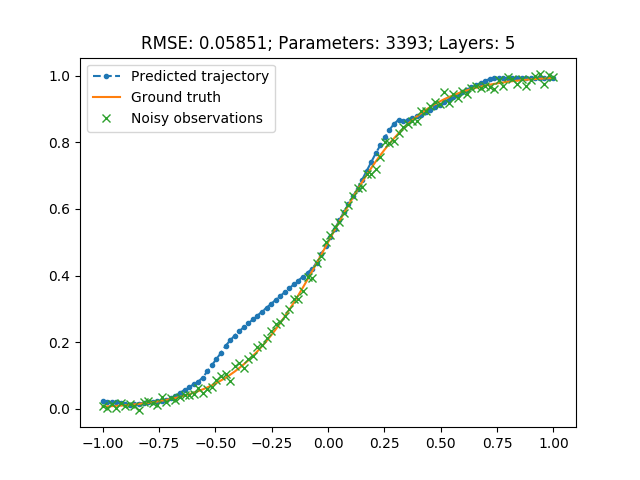 RMSE: 0.05851; Parameters: 3393; Layers: 5
Predicted trajectory
Ground truth
Noisy observations
1.0
0.8
0.6
0.4
0.2
0.0
−1.00 −0.75 −0.50 −0.25 0.00 0.25 0.50 0.75 1.00